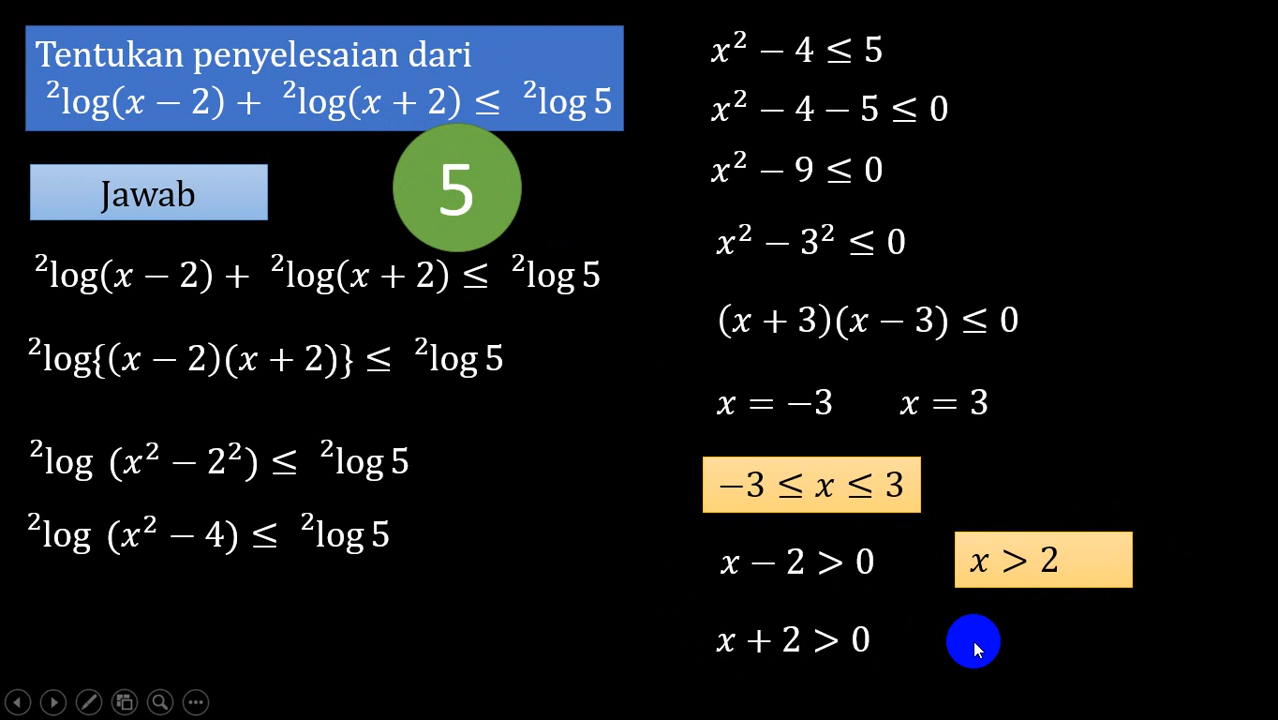 Tentukan penyelesaian dari
²log(x − 2) + ²log(x + 2) ≤ ²log 5
Jawab
5
²log(x − 2) + ²log(x + 2) ≤ ²log 5
²log{(x − 2)(x + 2)} ≤ ²log 5
²log (x² − 2²) ≤ ²log 5
²log (x² − 4) ≤ ²log 5
x² − 4 ≤ 5
x² − 4 − 5 ≤ 0
x² − 9 ≤ 0
x² − 3² ≤ 0
(x + 3)(x − 3) ≤ 0
x = −3 x = 3
−3 ≤ x ≤ 3
x − 2 > 0 x > 2
x + 2 > 0